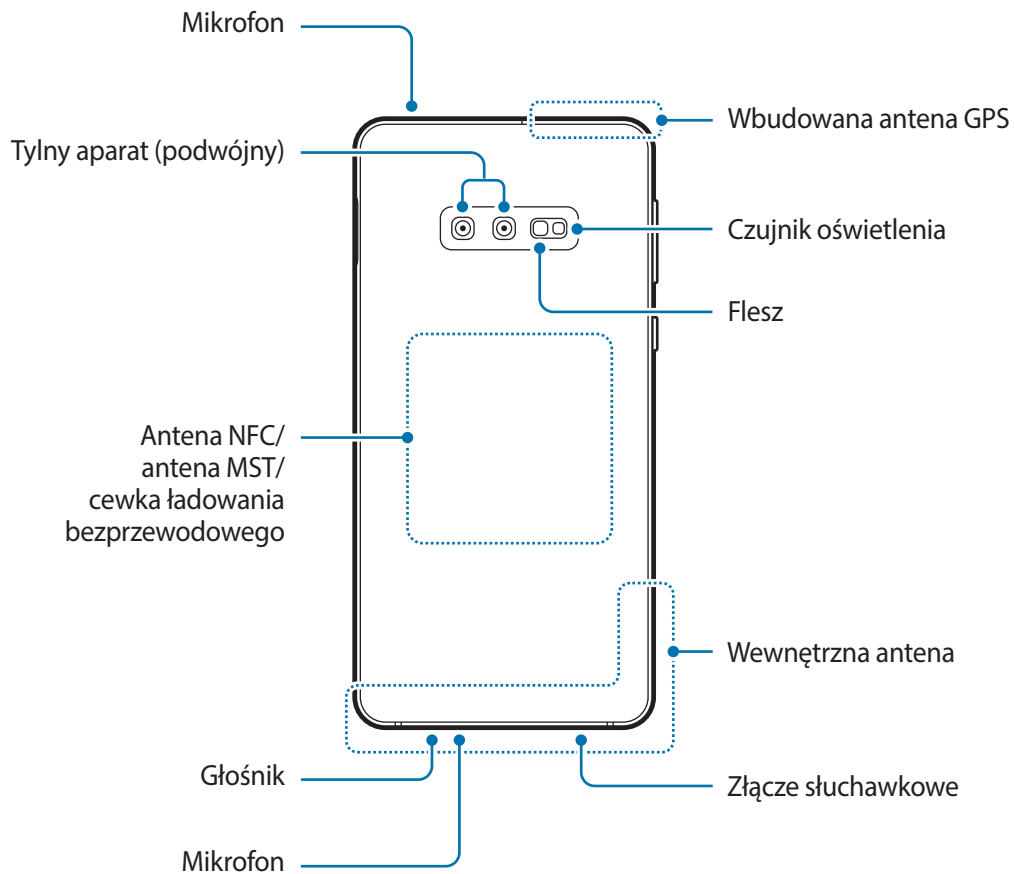 Mikrofon
Wbudowana antena GPS
Tylny aparat (podwójny)
Czujnik oświetlenia
Flesz
Antena NFC/
antena MST/
cewka ładowania
bezprzewodowego
Wewnętrzna antena
Głośnik
Złącze słuchawkowe
Mikrofon